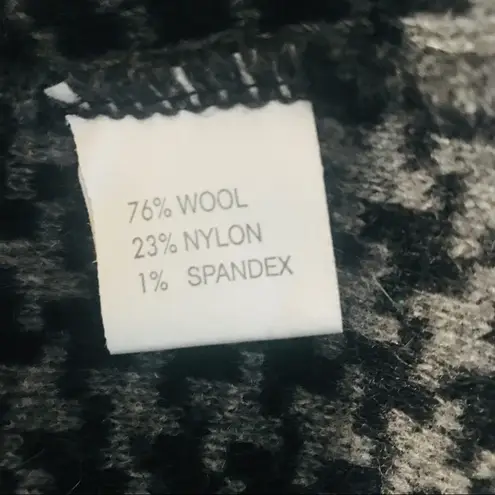 76% WOOL
23% NYLON
1% SPANDEX